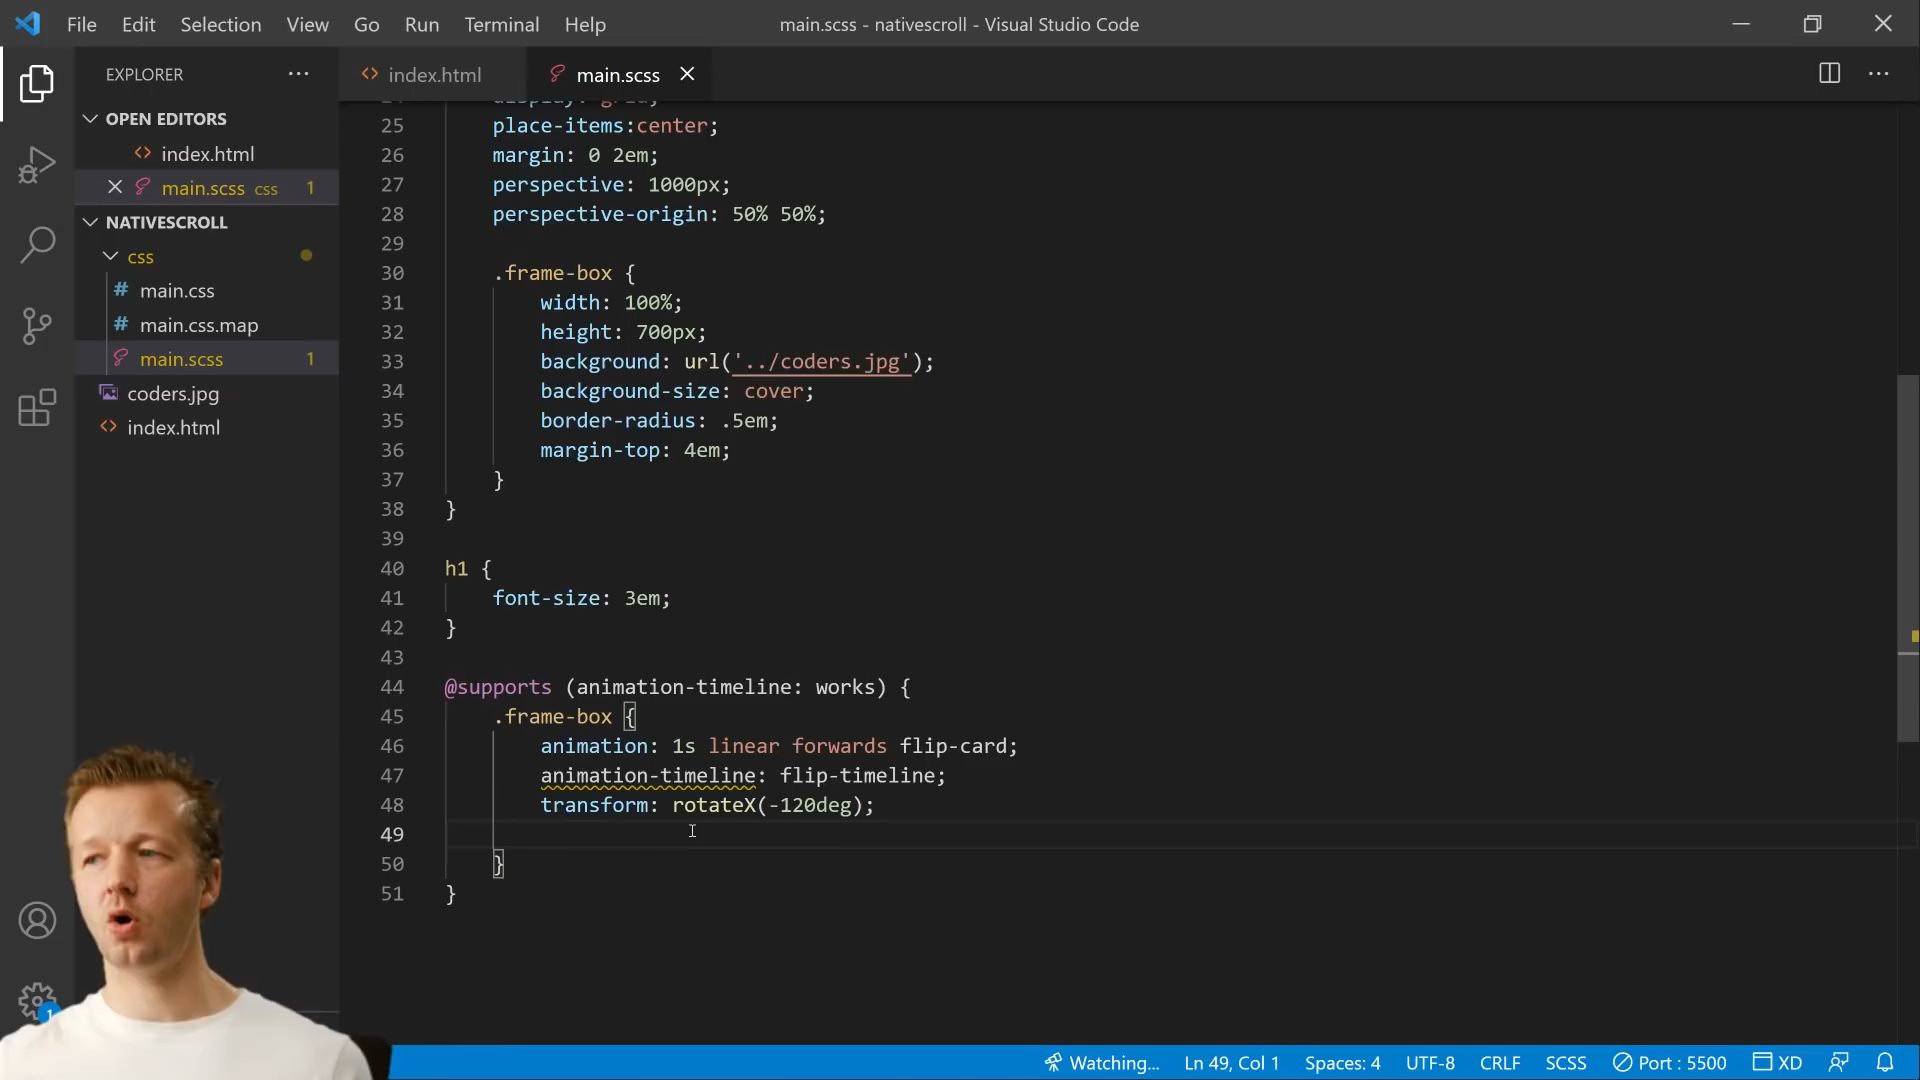 File Edit Selection View Go Run Terminal Help main.scss - nativescroll - Visual Studio Code
EXPLORER
index.html main.scss
OPEN EDITORS
index.html
main.scss css 1
NATIVESCROLL
css
main.css
main.css.map
main.scss 1
coders.jpg
index.html
24 display: grid;
25 place-items:center;
26 margin: 0 2em;
27 perspective: 1000px;
28 perspective-origin: 50% 50%;
29
30 .frame-box {
31 width: 100%;
32 height: 700px;
33 background: url('../coders.jpg');
34 background-size: cover;
35 border-radius: .5em;
36 margin-top: 4em;
37 }
38 }
39
40 h1 {
41 font-size: 3em;
42 }
43
44 @supports (animation-timeline: works) {
45 .frame-box {
46 animation: 1s linear forwards flip-card;
47 animation-timeline: flip-timeline;
48 transform: rotateX(-120deg);
49
50 }
51 }
1
Watching... Ln 49, Col 1 Spaces: 4 UTF-8 CRLF SCSS Port : 5500 XD